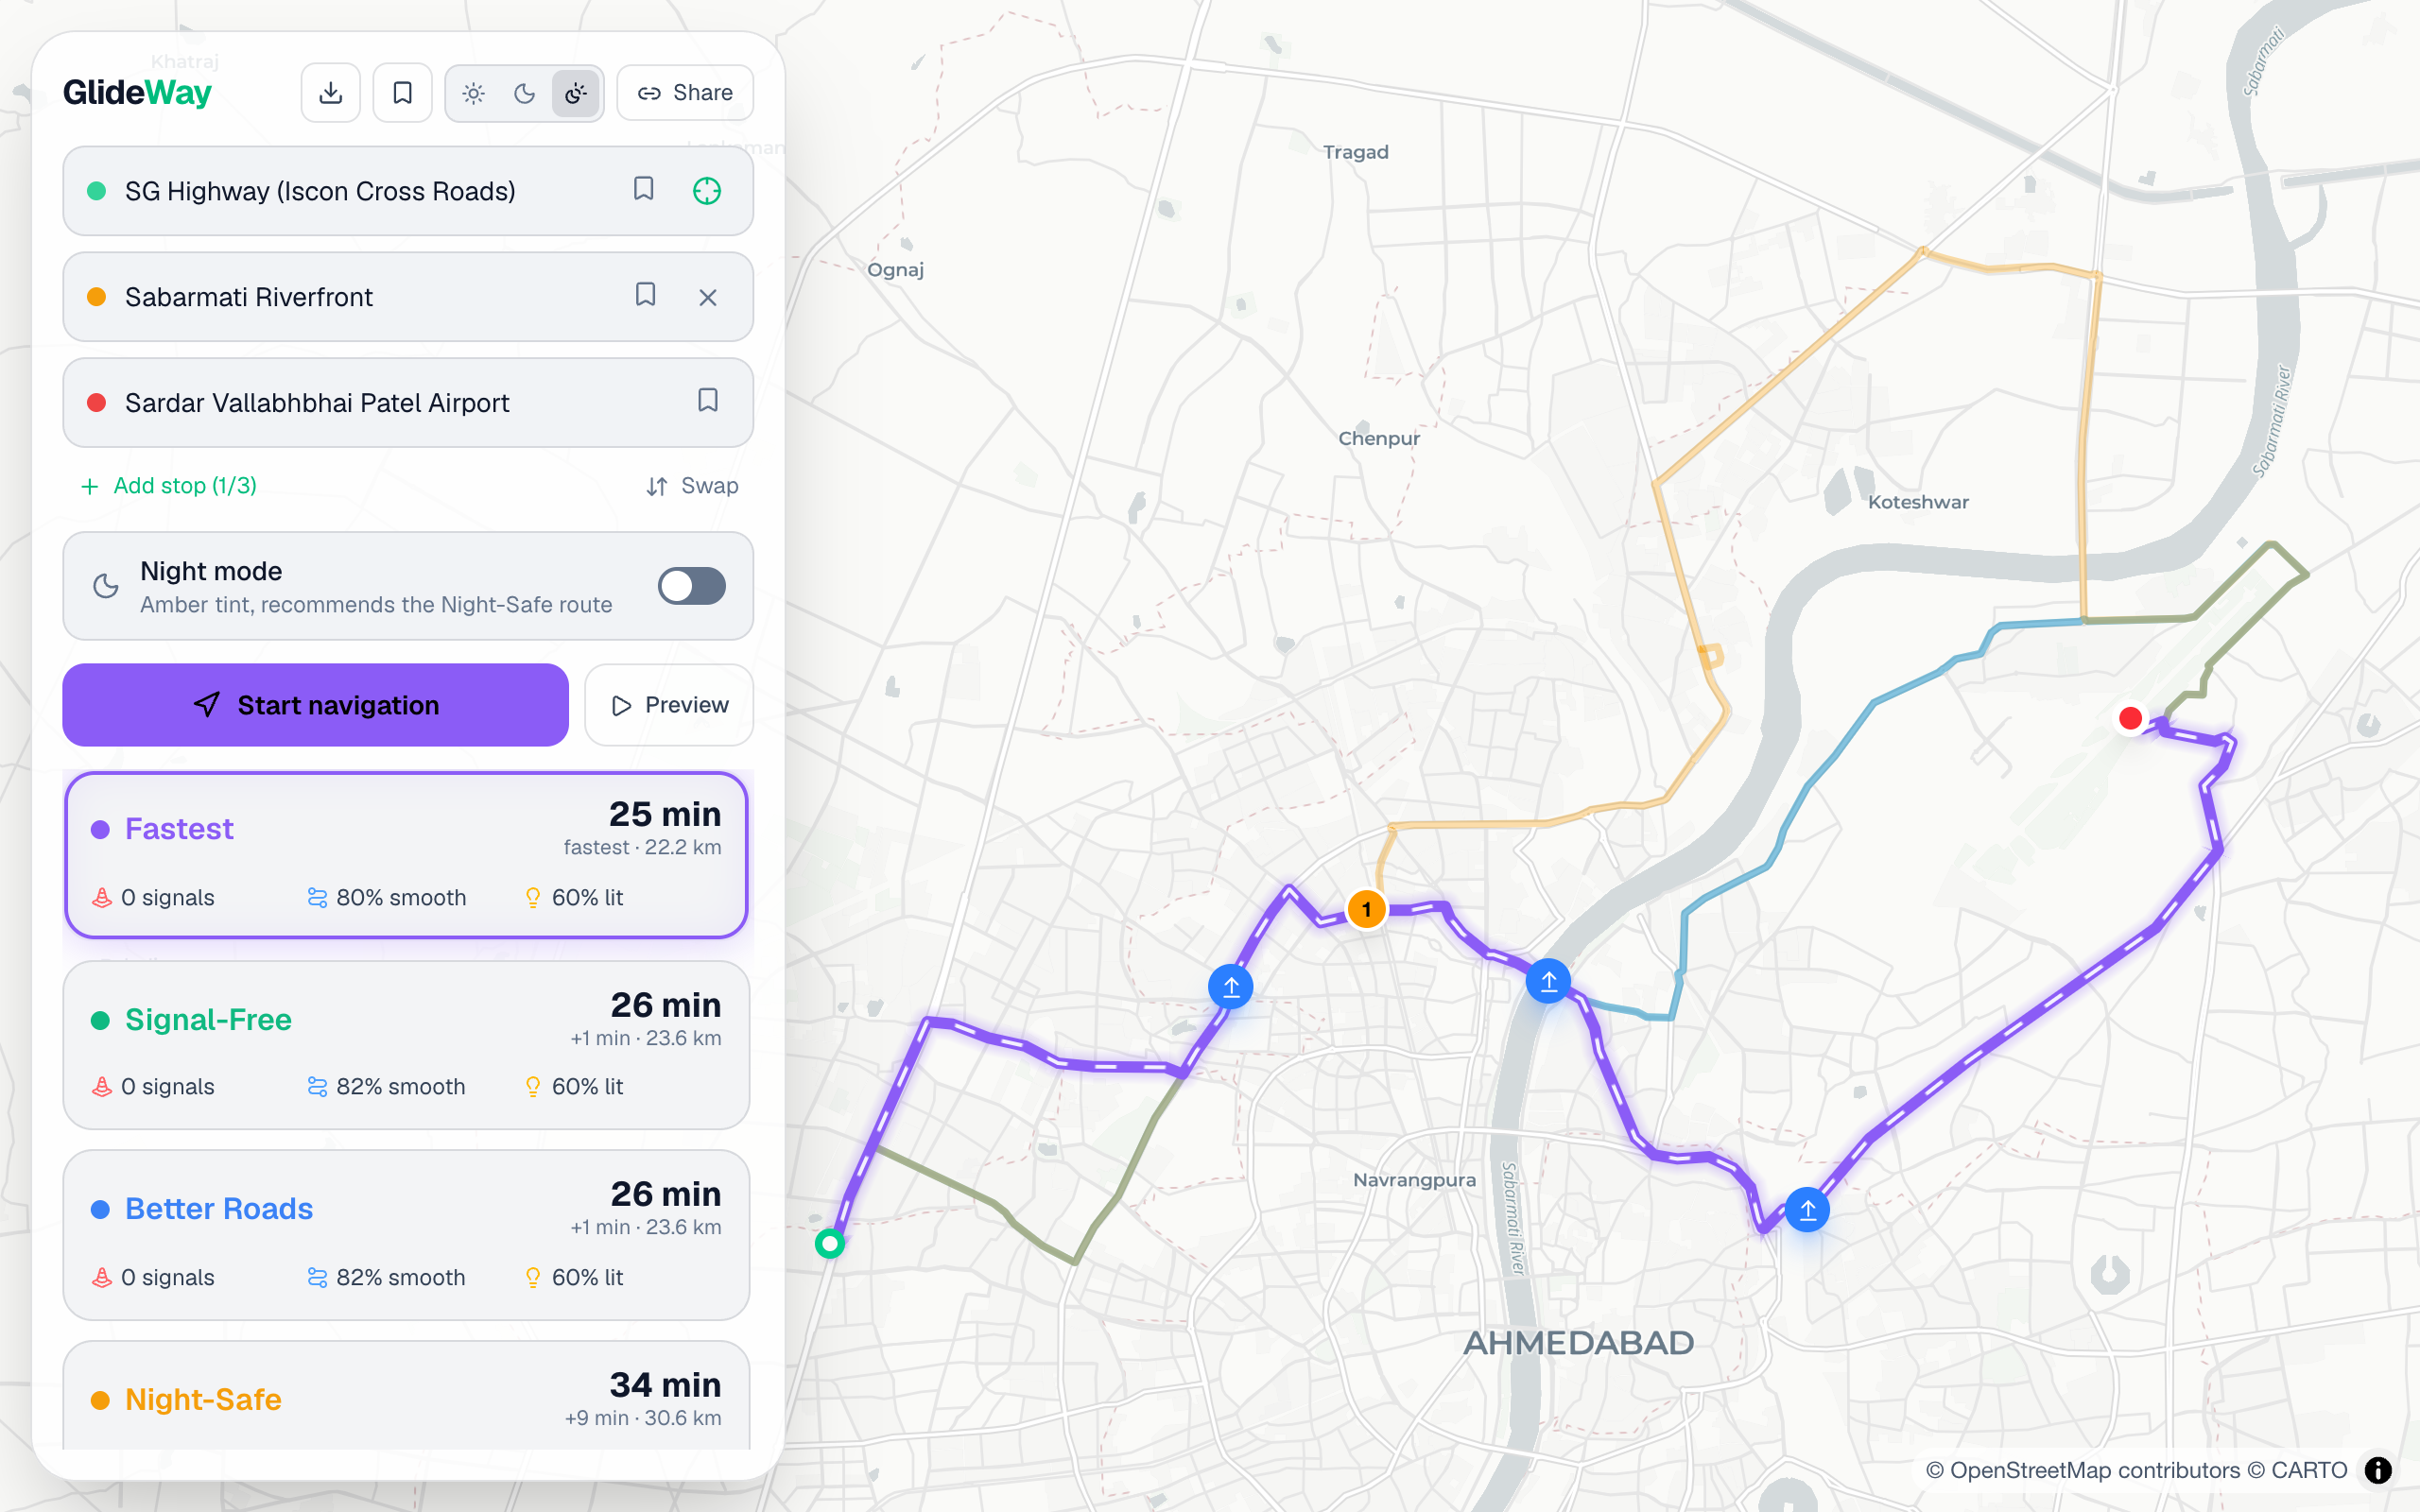 Khatraj
GlideWay
Share
SG Highway (Iscon Cross Roads)
Sabarmati Riverfront
Sardar Vallabhbhai Patel Airport
Add stop (1/3)
Swap
Night mode
Amber tint, recommends the Night-Safe route
Start navigation
Preview
Fastest
25 min
fastest · 22.2 km
0 signals
80% smooth
60% lit
Signal-Free
26 min
+1 min · 23.6 km
0 signals
82% smooth
60% lit
Better Roads
26 min
+1 min · 23.6 km
0 signals
82% smooth
60% lit
Night-Safe
34 min
+9 min · 30.6 km
Tragad
Ognaj
Chenpur
Koteshwar
Sabarmati
Sabarmati River
1
Navrangpura
Sabarmati River
AHMEDABAD
© OpenStreetMap contributors © CARTO